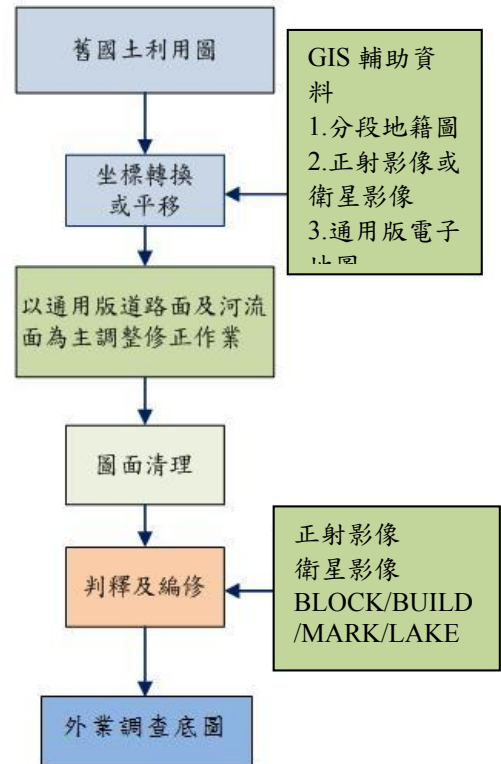 舊國土利用圖
GIS 輔助資
料
1.分段地籍圖
2.正射影像或
衛星影像
3.通用版電子
地圖
坐標轉換
或平移
以通用版道路面及河流
面為主調整修正作業
圖面清理
正射影像
衛星影像
BLOCK/BUILD
/MARK/LAKE
判釋及編修
外業調查底圖